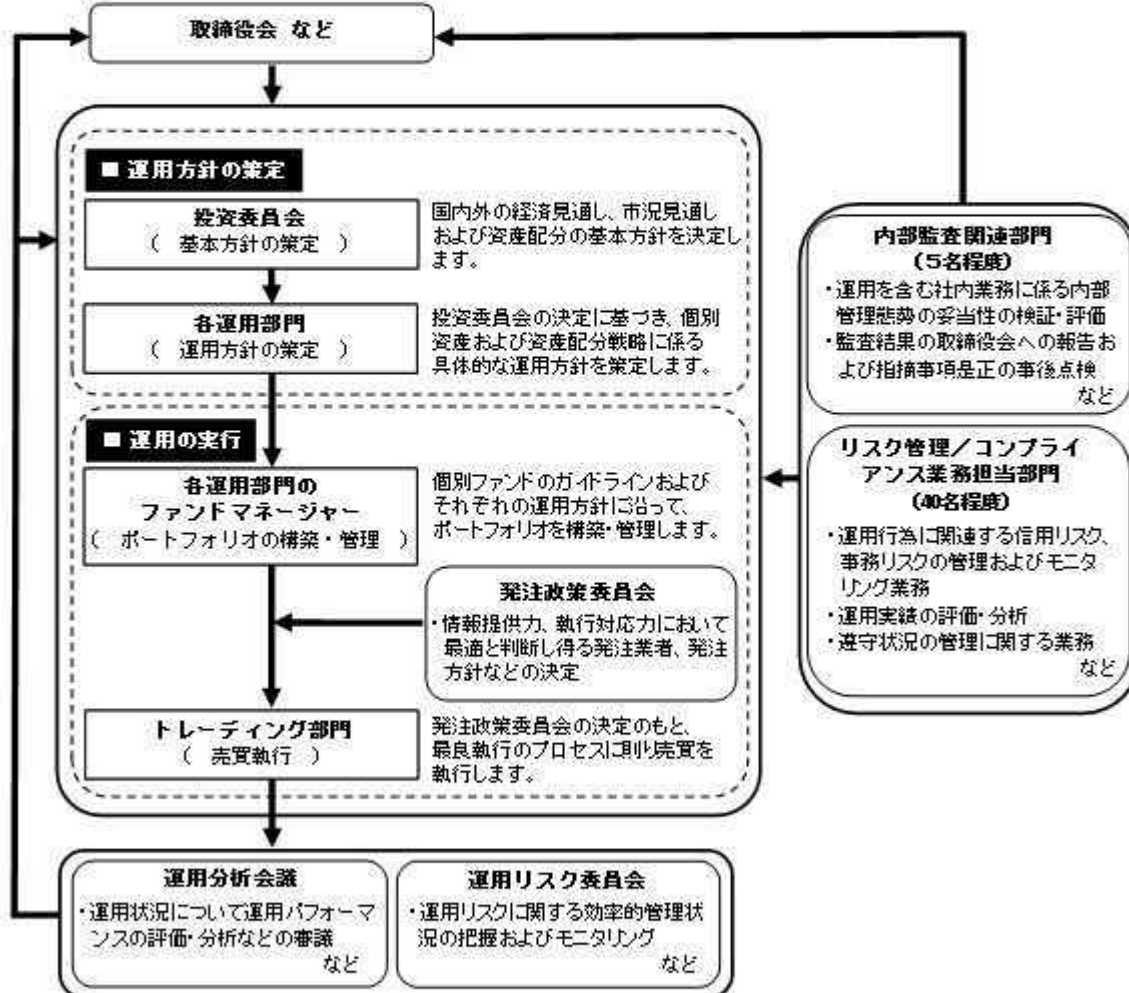 取締役会 など
■ 運用方針の策定
投資委員会
( 基本方針の策定 )
国内外の経済見通し、市況見通し
および資産配分の基本方針を決定し
ます。
各運用部門
( 運用方針の策定 )
投資委員会の決定に基づき、個別
資産および資産配分戦略に係る
具体的な運用方針を策定します。
■ 運用の実行
各運用部門の
ファンドマネージャー
( ポートフォリオの構築・管理 )
個別ファンドのガイドラインおよび
それぞれの運用方針に沿って、
ポートフォリオを構築・管理します。
発注政策委員会
・情報提供力、執行対応力において
最適と判断し得る発注業者、発注
方針などの決定
トレーディング部門
( 売買執行 )
発注政策委員会の決定のもと、
最良執行のプロセスに則り売買を
執行します。
内部監査関連部門
(5名程度)
・運用を含む社内業務に係る内部
管理態勢の妥当性の検証・評価
・監査結果の取締役会への報告お
よび指摘事項是正の事後点検
など
リスク管理/コンプライ
アンス業務担当部門
(40名程度)
・運用行為に関連する信用リスク、
事務リスクの管理およびモニタ
リング業務
・運用実績の評価・分析
・遵守状況の管理に関する業務
など
運用分析会議
・運用状況について運用パフォーマ
ンスの評価・分析などの審議
など
運用リスク委員会
・運用リスクに関する効率的管理状
況の把握およびモニタリング
など